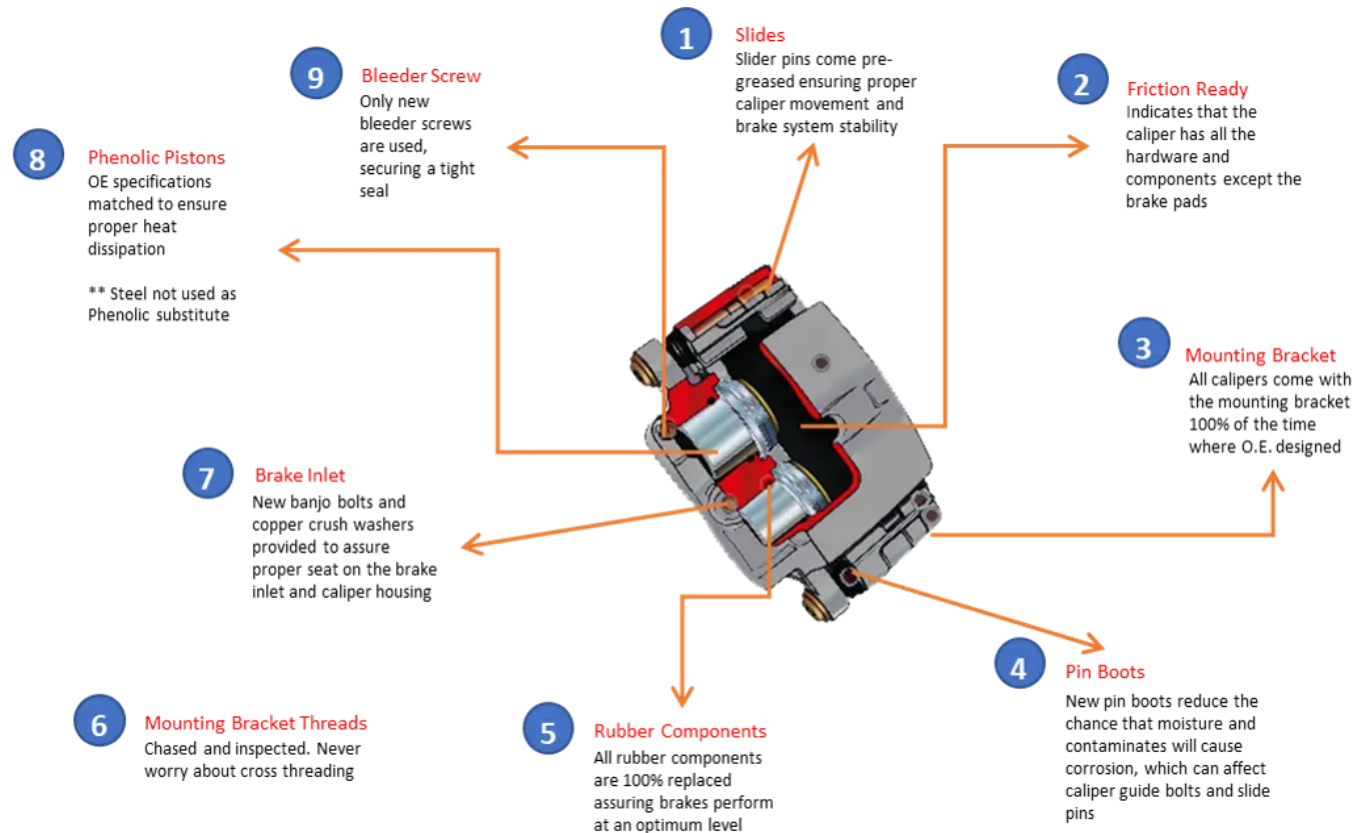 1
Slides
Slider pins come pre-
greased ensuring proper
caliper movement and
brake system stability
2
Friction Ready
Indicates that the
caliper has all the
hardware and
components except the
brake pads
3
Mounting Bracket
All calipers come with
the mounting bracket
100% of the time
where O.E. designed
4
Pin Boots
New pin boots reduce the
chance that moisture and
contaminates will cause
corrosion, which can affect
caliper guide bolts and slide
pins
5
Rubber Components
All rubber components
are 100% replaced
assuring brakes perform
at an optimum level
6
Mounting Bracket Threads
Chased and inspected. Never
worry about cross threading
7
Brake Inlet
New banjo bolts and
copper crush washers
provided to assure
proper seat on the brake
inlet and caliper housing
8
Phenolic Pistons
OE specifications
matched to ensure
proper heat
dissipation
** Steel not used as
Phenolic substitute
9
Bleeder Screw
Only new
bleeder screws
are used,
securing a tight
seal